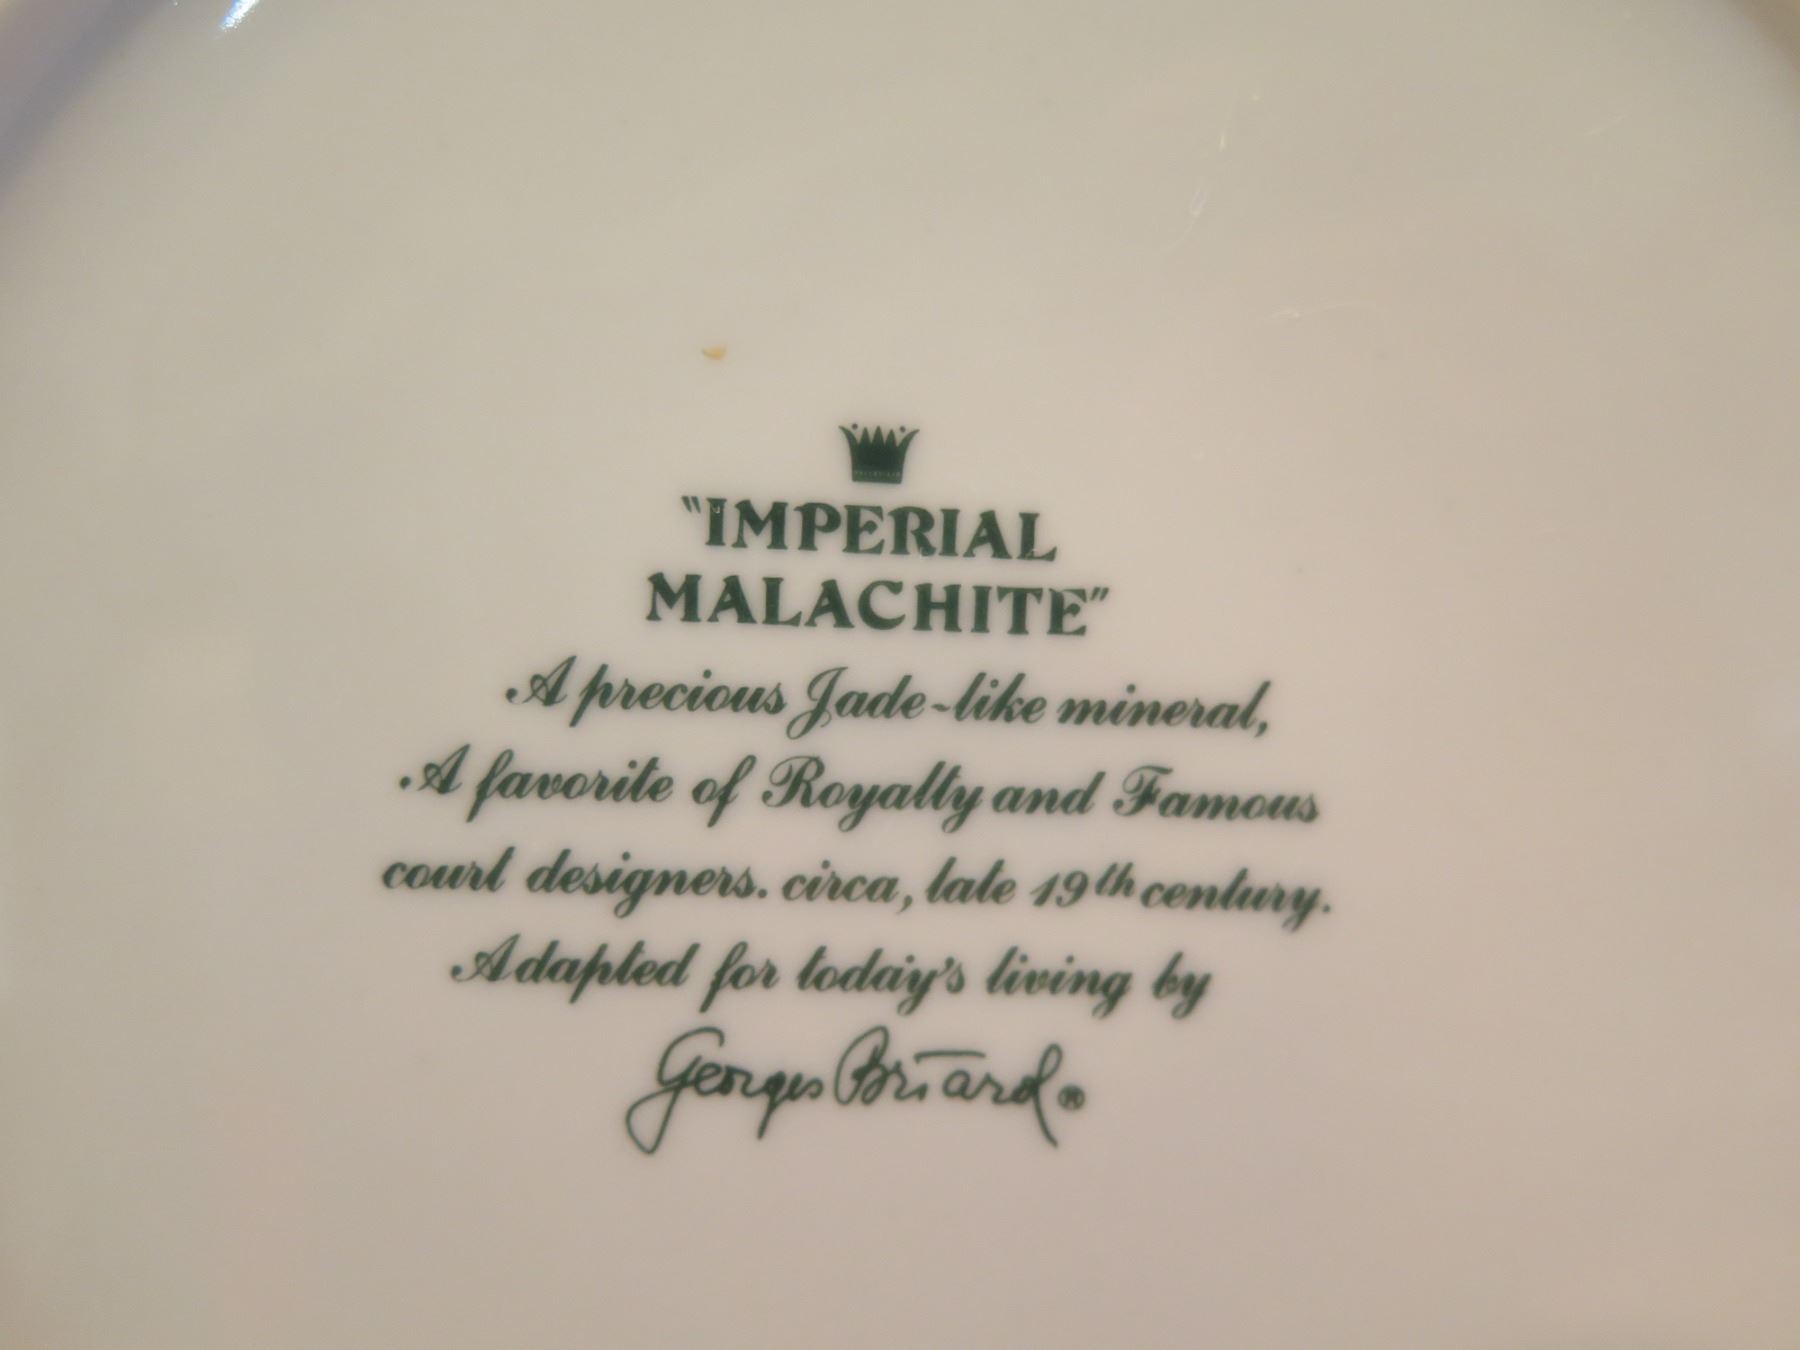 "IMPERIAL
MALACHITE"
A precious Jade-like mineral,
A favorite of Royalty and Famous
court designers. circa, late 19th century.
Adapted for today's living by
Georges Briard®